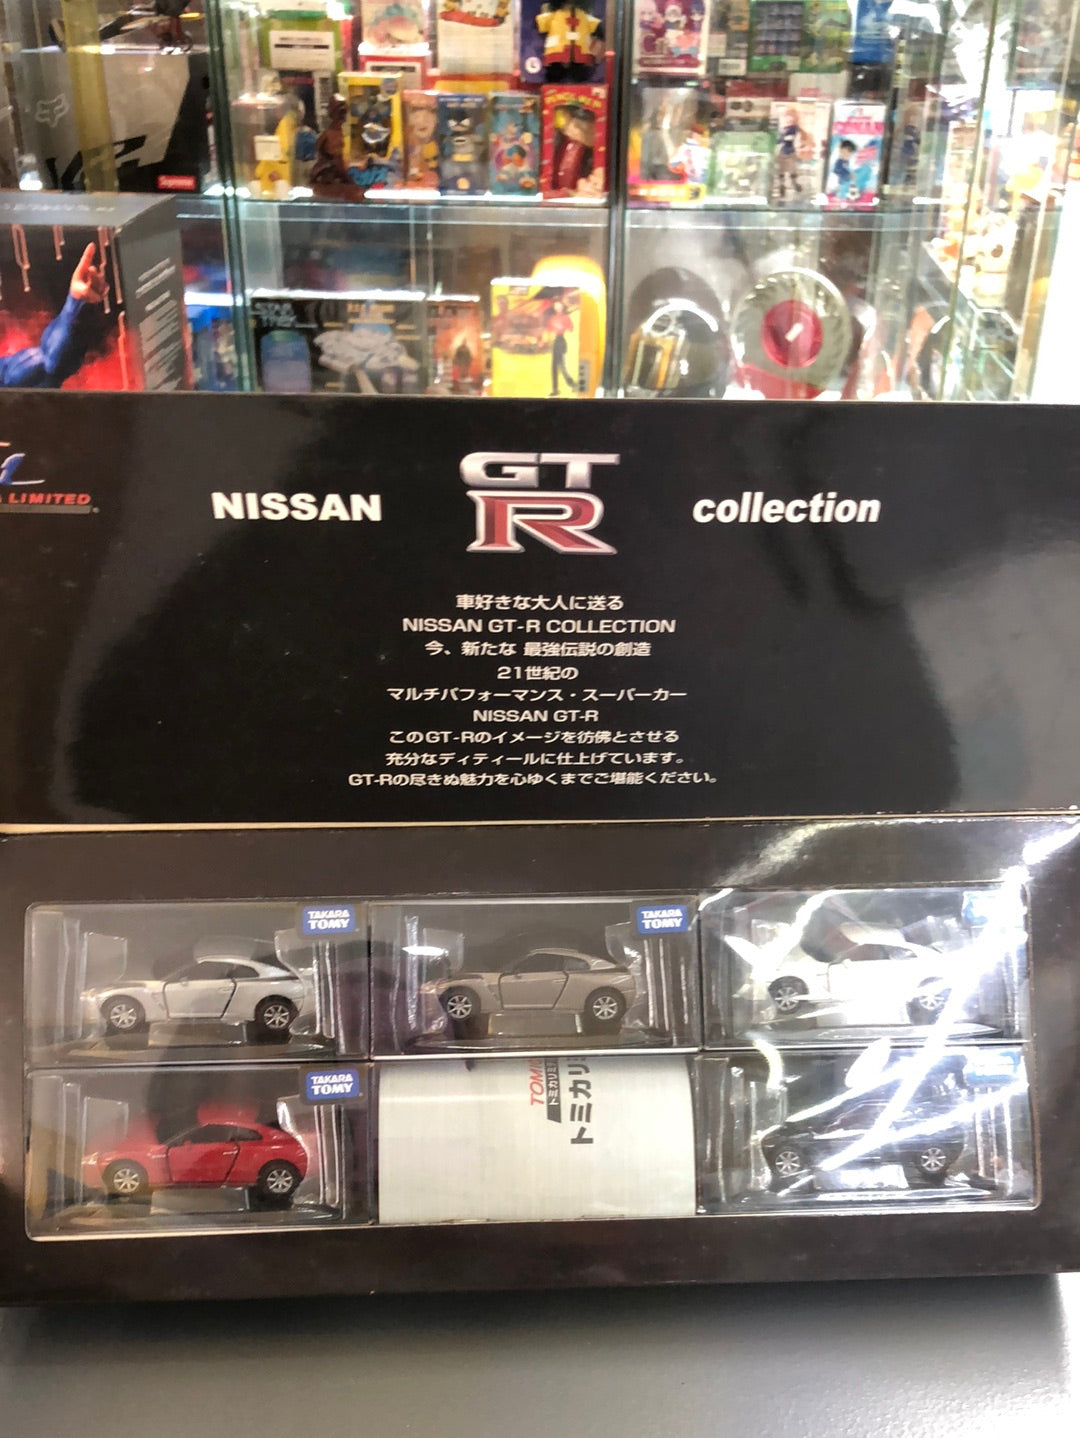 Supreme
STAR
TREK
LIMITED
NISSAN
GT
R
collection
車好きな大人に送る
NISSAN GT-R COLLECTION
今、新たな 最強伝説の創造
21世紀の
マルチパフォーマンス・スーパーカー
NISSAN GT-R
このGT-Rのイメージを彷彿とさせる
充分なディティールに仕上げています。
GT-Rの尽きぬ魅力を心ゆくまでご堪能ください。
TAKARA
TOMY
TAKARA
TOMY
TAKARA
TOMY